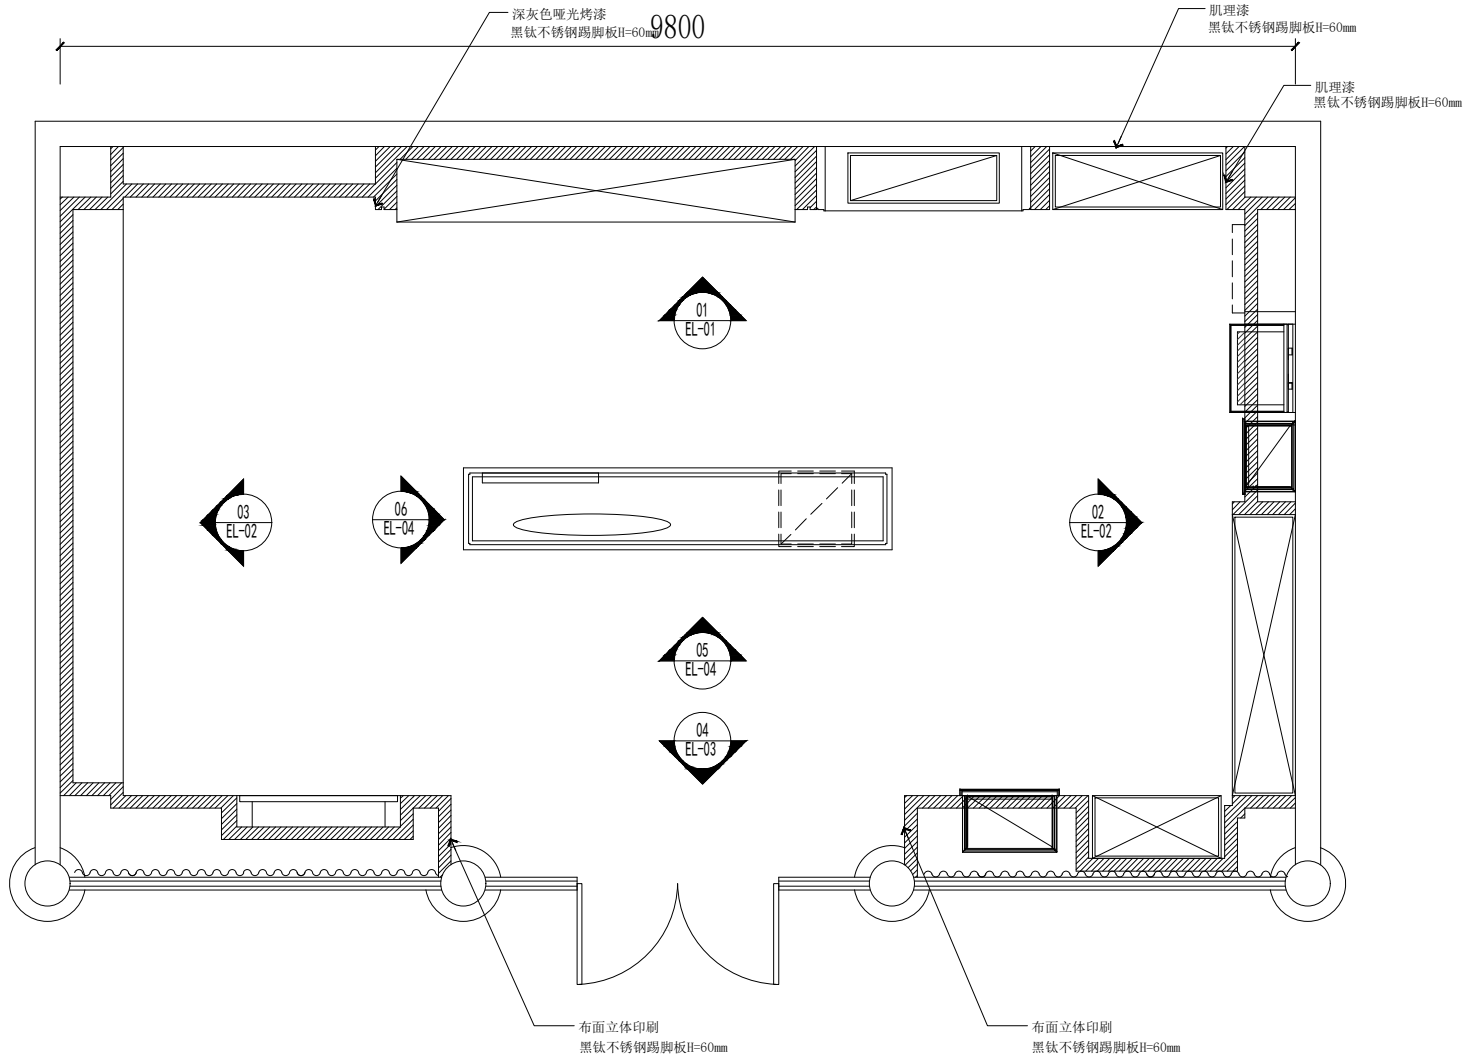 深灰色哑光烤漆
黑钛不锈钢踢脚板H=60mm
9800
肌理漆
黑钛不锈钢踢脚板H=60mm
肌理漆
黑钛不锈钢踢脚板H=60mm
01
EL-01
03
EL-02
06
EL-04
02
EL-02
05
EL-04
04
EL-03
布面立体印刷
黑钛不锈钢踢脚板H=60mm
布面立体印刷
黑钛不锈钢踢脚板H=60mm